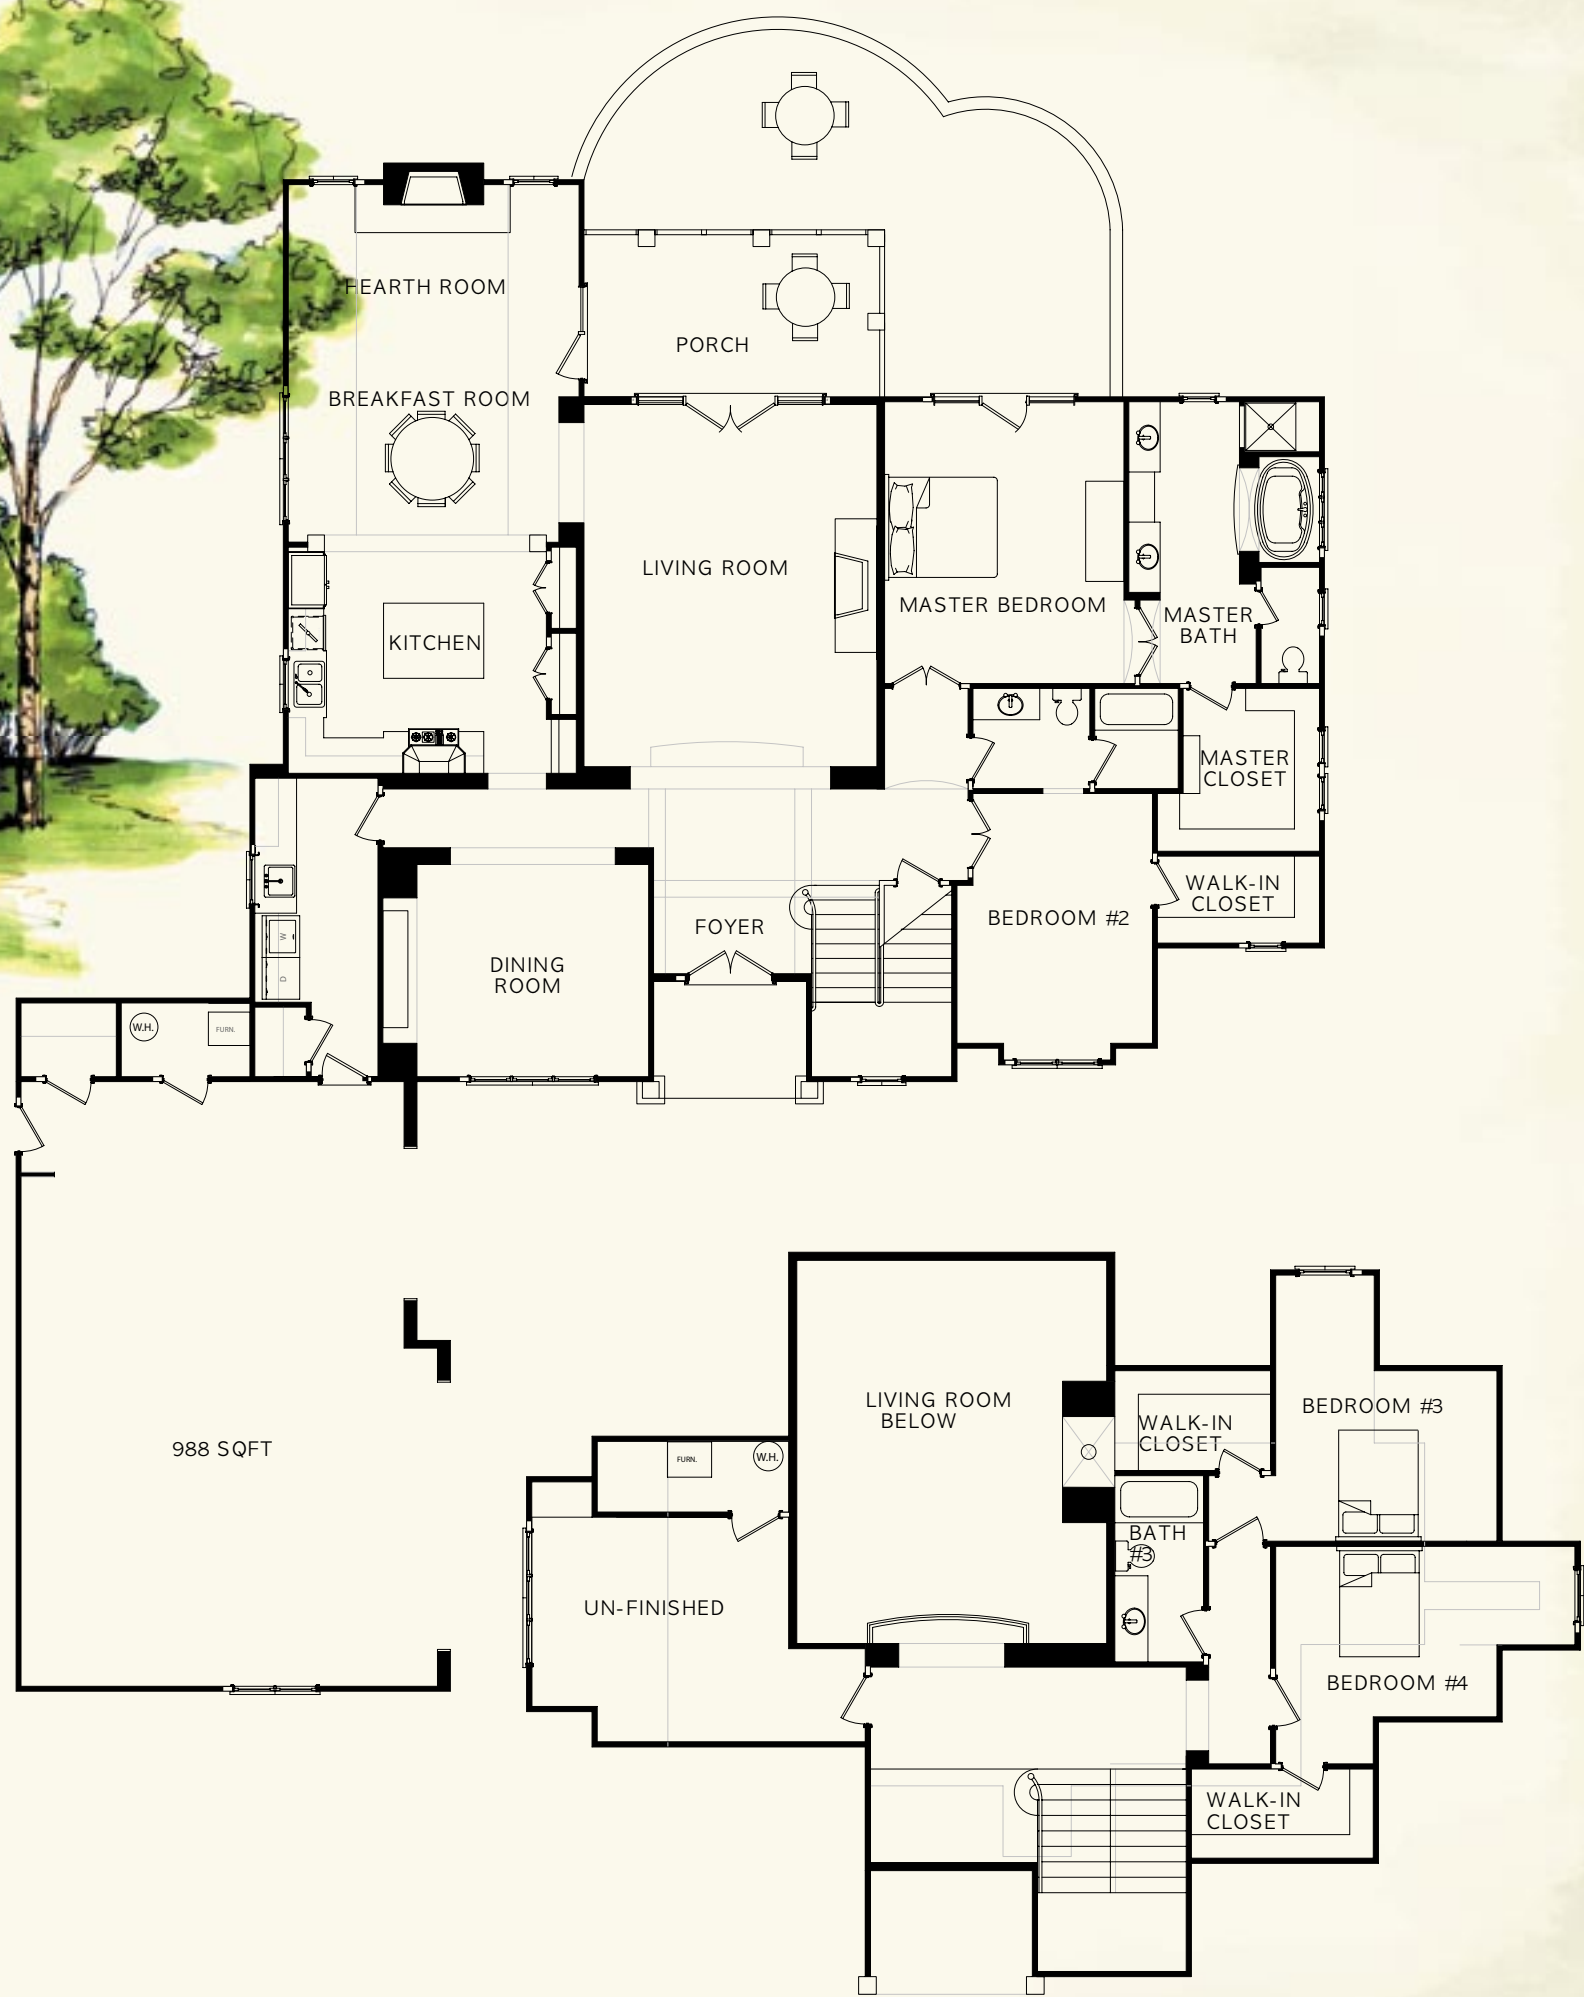 HEARTH ROOM
PORCH
BREAKFAST ROOM
LIVING ROOM
MASTER BEDROOM
MASTER
BATH
KITCHEN
MASTER
CLOSET
WALK-IN
CLOSET
BEDROOM #2
FOYER
DINING
ROOM
W
D
W.H.
FURN.
988 SQFT
LIVING ROOM
BELOW
WALK-IN
CLOSET
BEDROOM #3
FURN.
W.H.
BATH
#3
UN-FINISHED
BEDROOM #4
WALK-IN
CLOSET